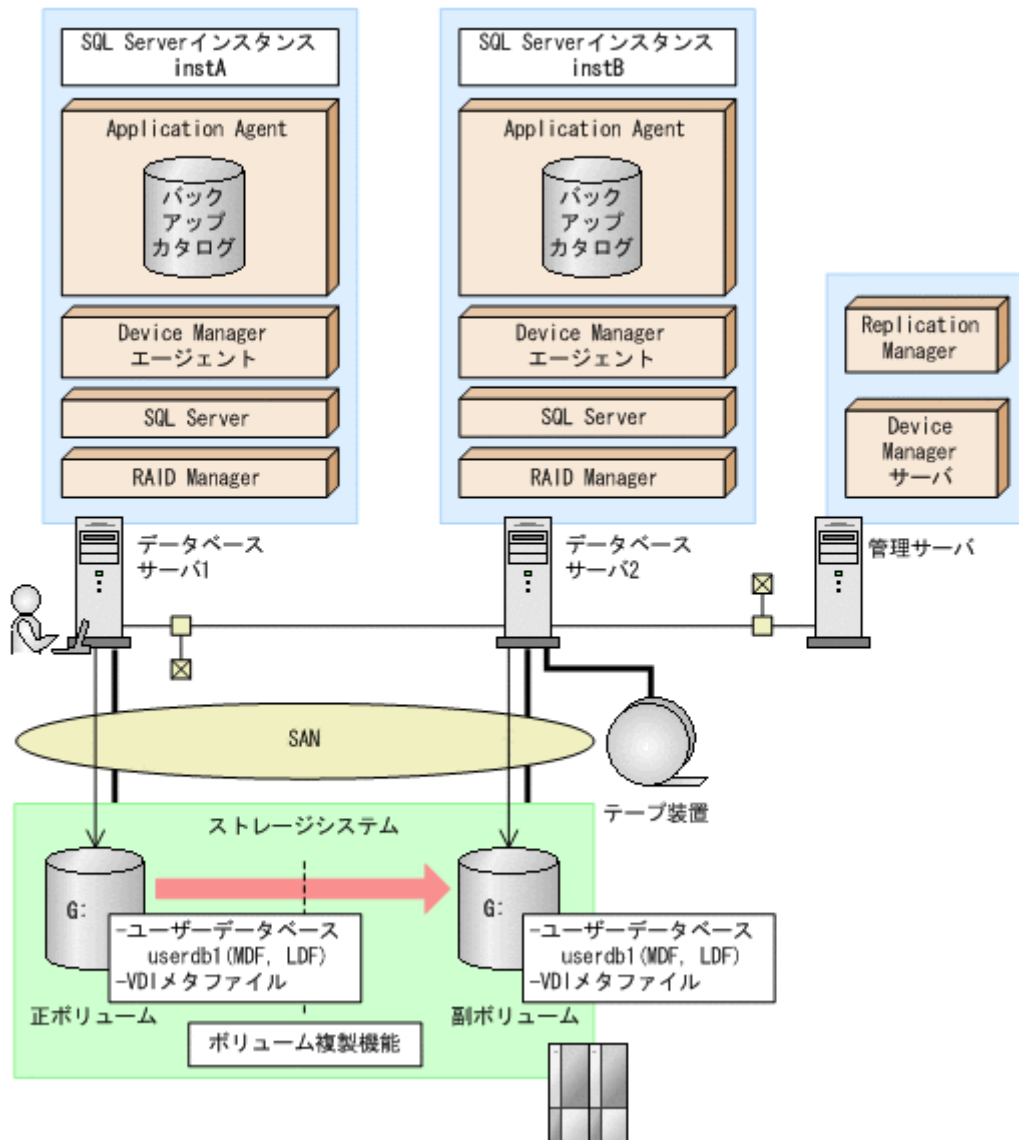 SQL Serverインスタンス
instA
Application Agent
バック
アップ
カタログ
Device Manager
エージェント
SQL Server
RAID Manager
SQL Serverインスタンス
instB
Application Agent
バック
アップ
カタログ
Device Manager
エージェント
SQL Server
RAID Manager
Replication
Manager
Device
Manager
サーバ
データベース
サーバ1
データベース
サーバ2
管理サーバ
SAN
テープ装置
ストレージシステム
G:
-ユーザーデータベース
userdb1(MDF, LDF)
-VDIメタファイル
正ボリューム
G:
-ユーザーデータベース
userdb1(MDF, LDF)
-VDIメタファイル
副ボリューム
ボリューム複製機能